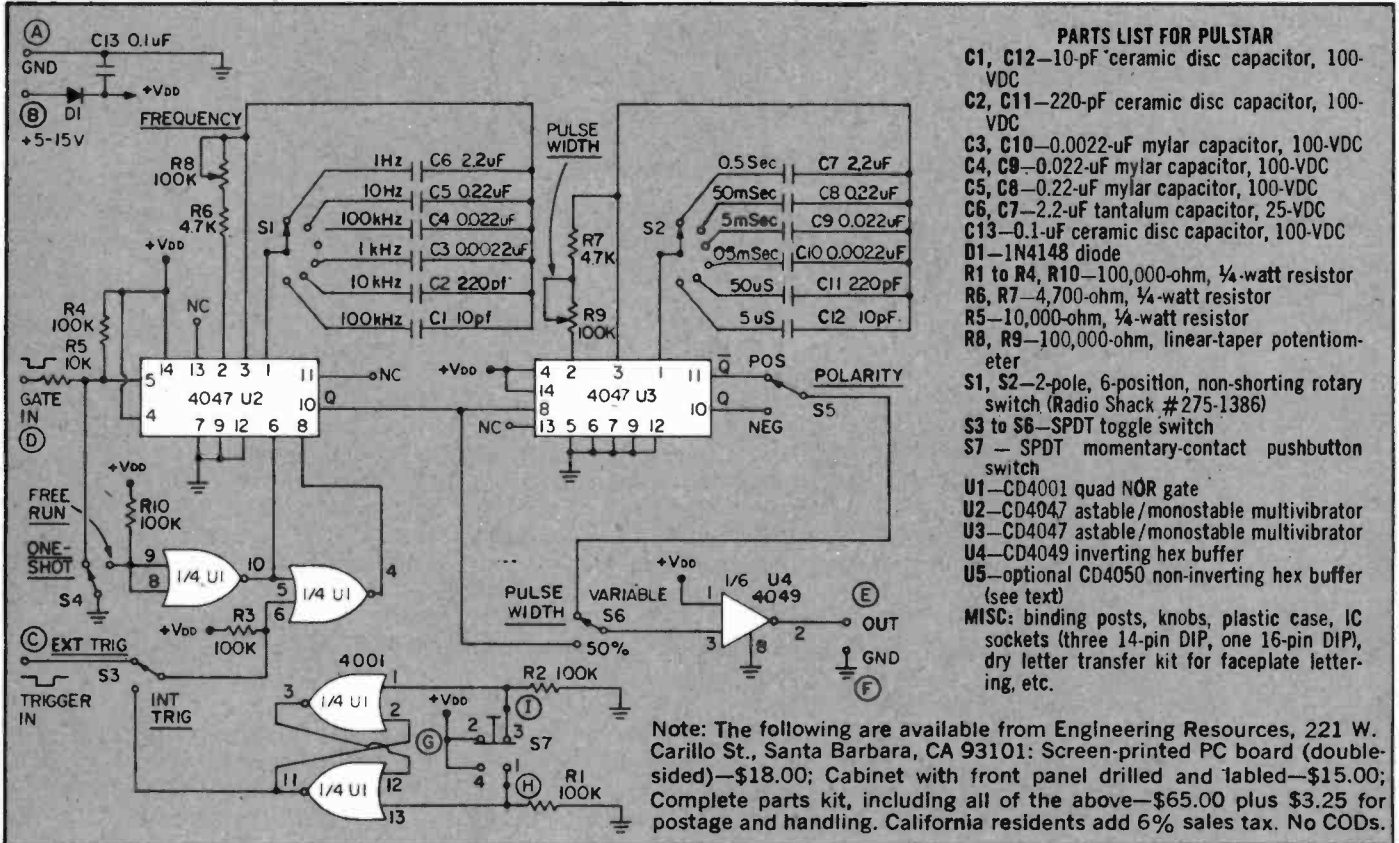 A
C13 0.1uF
GND
+VDD
B
D1
+5-15V
FREQUENCY
R8
100K
R6
4.7K
+VDD
NC
R4
100K
R5
10K
S1
1Hz
C6 2.2uF
10Hz
C5 0.22uF
100kHz
C4 0.022uF
1 kHz
C3 0.0022uF
10 kHz
C2 220pf
100kHz
C1 10pf
PULSE
WIDTH
R7
4.7K
R9
100K
S2
0.5 Sec
C7 2.2uF
50mSec
C8 0.22uF
5mSec
C9 0.022uF
05mSec
C10 0.0022uF
50uS
C11 220pF
5uS
C12 10pF
GATE
IN
D
14 13 2 3 1
5
4
4047 U2
11
NC
10
Q
7 9 12 6 8
+VDD
4 2 3 1
14
8
NC
13
4047 U3
11
Q
10
Q
5 6 7 9 12
POS
POLARITY
S5
NEG
+VDD
R10
100K
FREE
RUN
ONE-
SHOT
S4
9
8
1/4 U1
10
5
6
1/4 U1
4
R3
+VDD
100K
C
EXT TRIG
S3
TRIGGER
IN
INT
TRIG
4001
3
1/4 U1
1
2
11
1/4 U1
12
13
R2 100K
I
+VDD
G
2
3
S7
4
1
H
R1
100K
PULSE
WIDTH
VARIABLE
S6
50%
+VDD
1
1/6 U4
4049
3
2
8
E
OUT
GND
F
PARTS LIST FOR PULSTAR
C1, C12—10-pF ceramic disc capacitor, 100-
VDC
C2, C11—220-pF ceramic disc capacitor, 100-
VDC
C3, C10—0.0022-uF mylar capacitor, 100-VDC
C4, C9—0.022-uF mylar capacitor, 100-VDC
C5, C8—0.22-uF mylar capacitor, 100-VDC
C6, C7—2.2-uF tantalum capacitor, 25-VDC
C13—0.1-uF ceramic disc capacitor, 100-VDC
D1—1N4148 diode
R1 to R4, R10—100,000-ohm, ¼-watt resistor
R6, R7—4,700-ohm, ¼-watt resistor
R5—10,000-ohm, ¼-watt resistor
R8, R9—100,000-ohm, linear-taper potentiom-
eter
S1, S2—2-pole, 6-position, non-shorting rotary
switch (Radio Shack #275-1386)
S3 to S6—SPDT toggle switch
S7 — SPDT momentary-contact pushbutton
switch
U1—CD4001 quad NOR gate
U2—CD4047 astable/monostable multivibrator
U3—CD4047 astable/monostable multivibrator
U4—CD4049 inverting hex buffer
U5—optional CD4050 non-inverting hex buffer
(see text)
MISC: binding posts, knobs, plastic case, IC
sockets (three 14-pin DIP, one 16-pin DIP),
dry letter transfer kit for faceplate letter-
ing, etc.
Note: The following are available from Engineering Resources, 221 W.
Carillo St., Santa Barbara, CA 93101: Screen-printed PC board (double-
sided)—$18.00; Cabinet with front panel drilled and labled—$15.00;
Complete parts kit, including all of the above—$65.00 plus $3.25 for
postage and handling. California residents add 6% sales tax. No CODs.